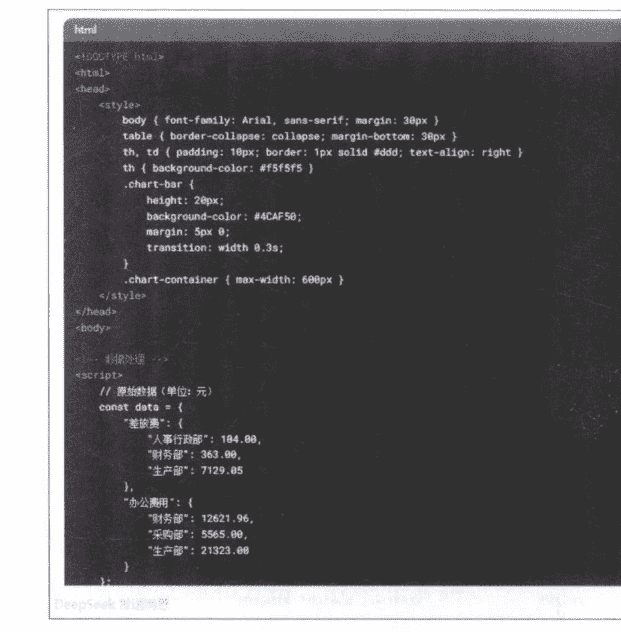 html
<!DOCTYPE html>
<html>
<head>
    <style>
        body { font-family: Arial, sans-serif; margin: 30px }
        table { border-collapse: collapse; margin-bottom: 30px }
        th, td { padding: 10px; border: 1px solid #ddd; text-align: right }
        th { background-color: #f5f5f5 }
        .chart-bar {
            height: 20px;
            background-color: #4CAF50;
            margin: 5px 0;
            transition: width 0.3s;
        }
        .chart-container { max-width: 600px }
    </style>
</head>
<body>
<!-- 数据处理 -->
<script>
    // 原始数据（单位：元）
    const data = {
        "差旅费": {
            "人事行政部": 104.00,
            "财务部": 363.00,
            "生产部": 7129.05
        },
        "办公费用": {
            "财务部": 12621.96,
            "采购部": 5565.00,
            "生产部": 21323.00
        }
    };
DeepSeek